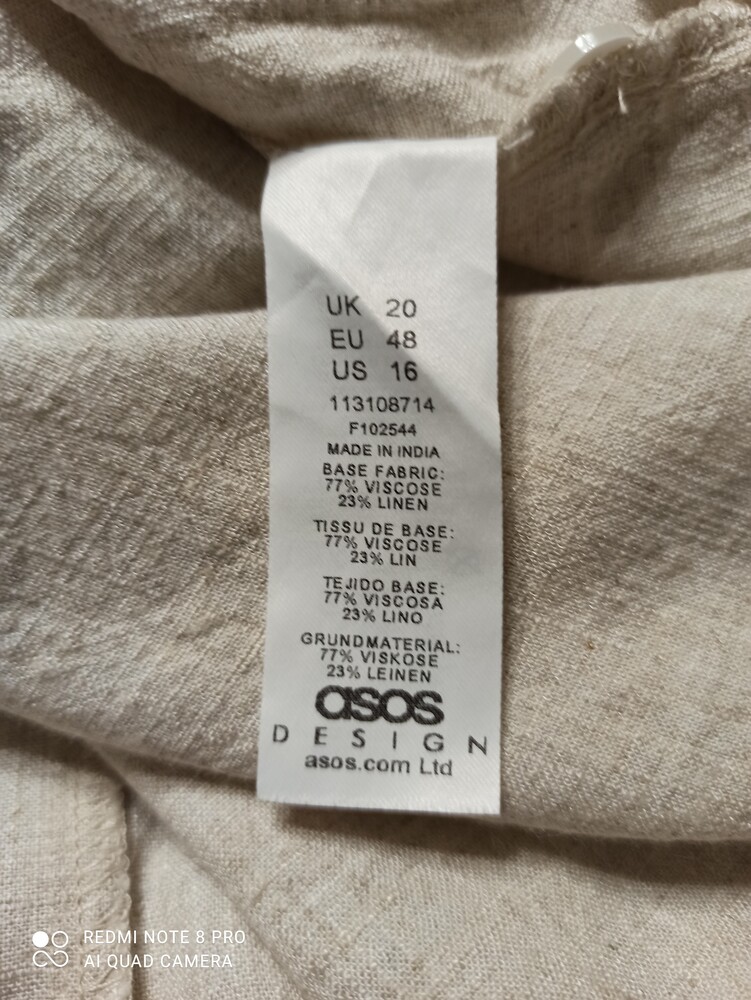 UK 20
EU 48
US 16
113108714
F102544
MADE IN INDIA
BASE FABRIC:
77% VISCOSE
23% LINEN
TISSU DE BASE:
77% VISCOSE
23% LIN
TEJIDO BASE:
77% VISCOSA
23% LINO
GRUNDMATERIAL:
77% VISKOSE
23% LEINEN
asos
DESIGN
asos.com Ltd
REDMI NOTE 8 PRO
AI QUAD CAMERA